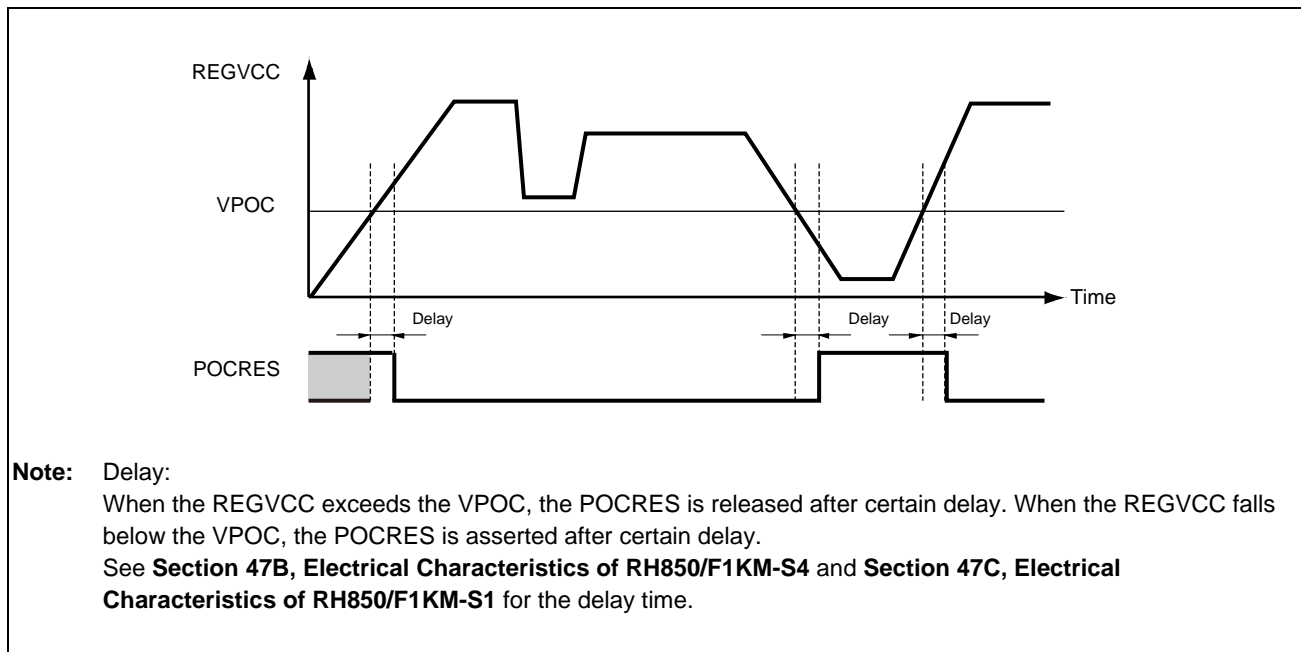 REGVCC
VPOC
Time
Delay
Delay
Delay
POCRES
Note: Delay:
When the REGVCC exceeds the VPOC, the POCRES is released after certain delay. When the REGVCC falls
below the VPOC, the POCRES is asserted after certain delay.
See Section 47B, Electrical Characteristics of RH850/F1KM-S4 and Section 47C, Electrical
Characteristics of RH850/F1KM-S1 for the delay time.